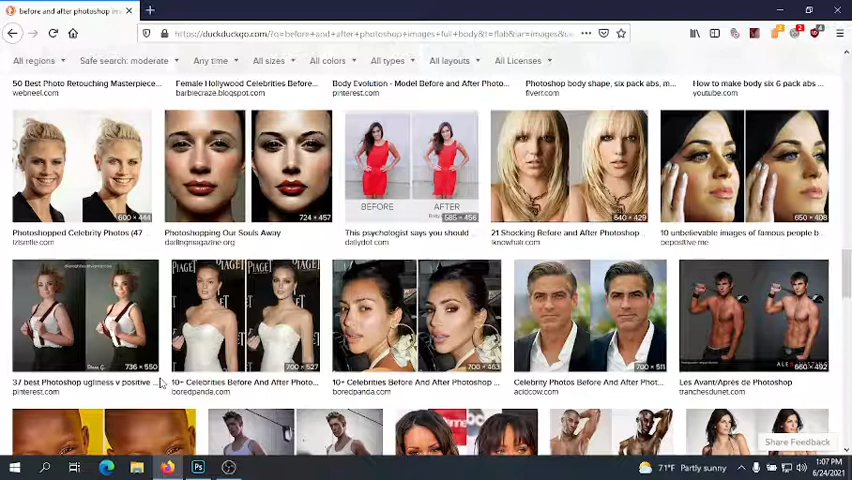 before and after photoshop in
https://duckduckgo.com/?q=before+and+after+photoshop+images+full+body&t=ffab&iar=images&iu
All regions Safe search: moderate Any time All sizes All colors All types All layouts All Licenses
50 Best Photo Retouching Masterpiece...
webneel.com
Female Hollywood Celebrities Before...
barbiecraze.blogspot.com
Body Evolution - Model Before and After Photo...
pinterest.com
Photoshop body shape, six pack abs, m...
fiverr.com
How to make body six 6 pack abs ...
youtube.com
600 × 444
724 × 457
BEFORE AFTER
585 × 456
640 × 429
650 × 408
Photoshopped Celebrity Photos (47
izismile.com
Photoshopping Our Souls Away
darlingmagazine.org
This psychologist says you should
dailydot.com
21 Shocking Before and After Photoshop
iknowhair.com
10 unbelievable images of famous people b...
bepositive.me
PIAGET
736 × 550
700 × 527
700 × 463
700 × 511
660 × 492
37 best Photoshop ugliness v positive ...
pinterest.com
10+ Celebrities Before And After Photo...
boredpanda.com
10+ Celebrities Before And After Photoshop ...
boredpanda.com
Celebrity Photos Before And After Phot...
acidcow.com
Les Avant/Après de Photoshop
tranchesdunet.com
Share Feedback
71°F Partly sunny
1:07 PM
6/24/2021